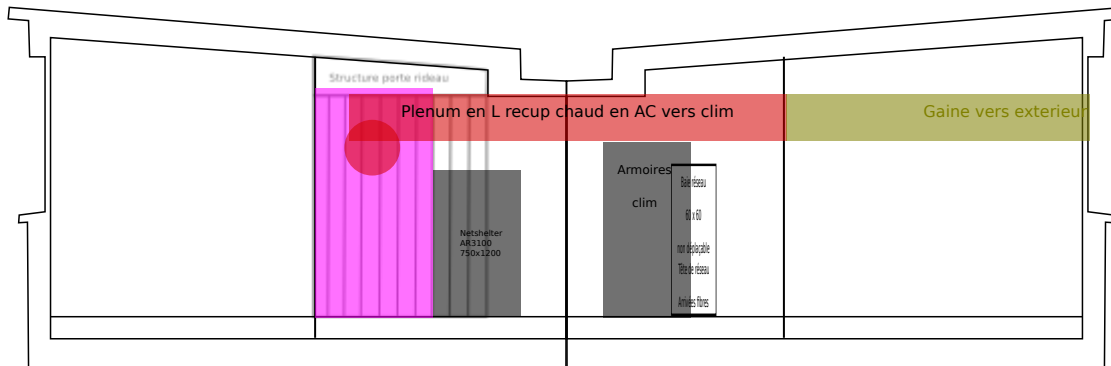 Structure porte rideau
Plenum en L recup chaud en AC vers clim
Gaine vers exterieur
Armoires
clim
Baie réseau
60 x 60
non déplaçable
Tête de réseau
Arrivées fibres
Netshelter
AR3100
750x1200